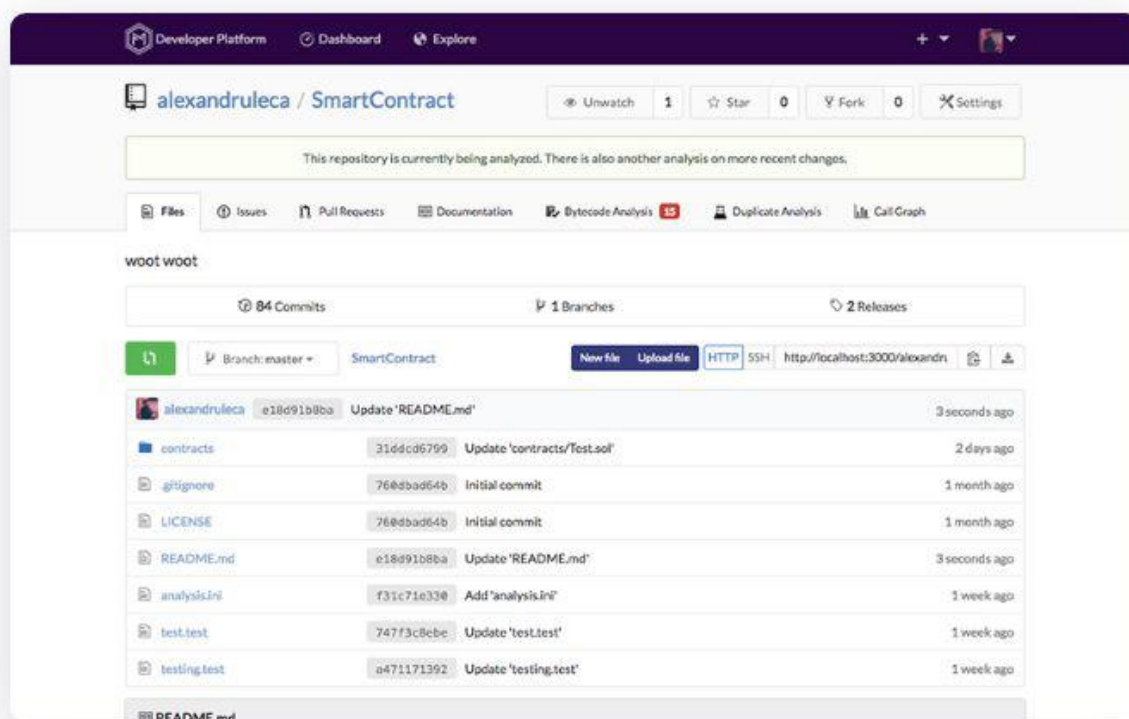 Developer Platform Dashboard Explore
alexandruleca / SmartContract Unwatch 1 Star 0 Fork 0 Settings
This repository is currently being analyzed. There is also another analysis on more recent changes.
Files Issues Pull Requests Documentation Bytecode Analysis 15 Duplicate Analysis Call Graph
woot woot
84 Commits 1 Branches 2 Releases
Branch: master SmartContract New file Upload file HTTP SSH http://localhost:3000/alexandru
alexandruleca e18d91b8ba Update 'README.md' 3 seconds ago
contracts 31ddcd6799 Update 'contracts/Test.sol' 2 days ago
.gitignore 760dbad64b Initial commit 1 month ago
LICENSE 760dbad64b Initial commit 1 month ago
README.md e18d91b8ba Update 'README.md' 3 seconds ago
analysis.ini f31c71e330 Add 'analysis.ini' 1 week ago
test.test 747f3c8ebe Update 'test.test' 1 week ago
testing.test a471171392 Update 'testing.test' 1 week ago
README.md